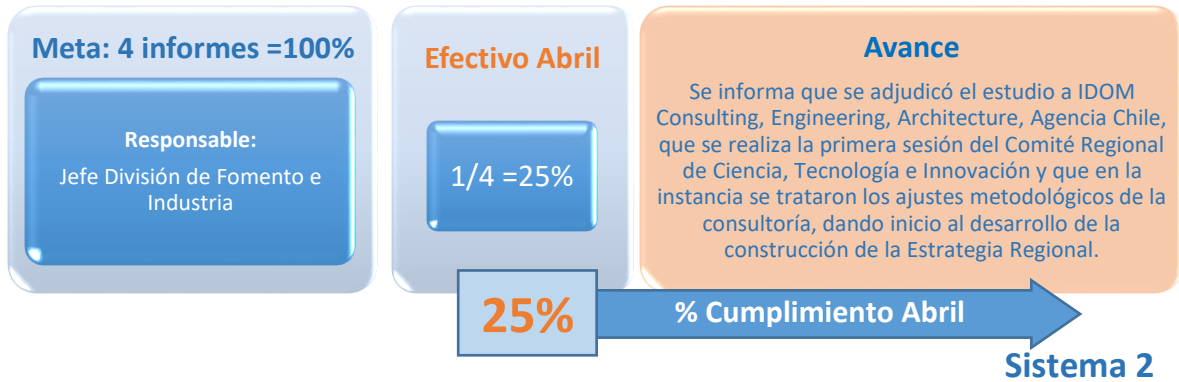 Meta: 4 informes =100%
Responsable:
Jefe División de Fomento e
Industria
Efectivo Abril
1/4 =25%
Avance
Se informa que se adjudicó el estudio a IDOM
Consulting, Engineering, Architecture, Agencia Chile,
que se realiza la primera sesión del Comité Regional
de Ciencia, Tecnología e Innovación y que en la
instancia se trataron los ajustes metodológicos de la
consultoría, dando inicio al desarrollo de la
construcción de la Estrategia Regional.
25%
% Cumplimiento Abril
Sistema 2